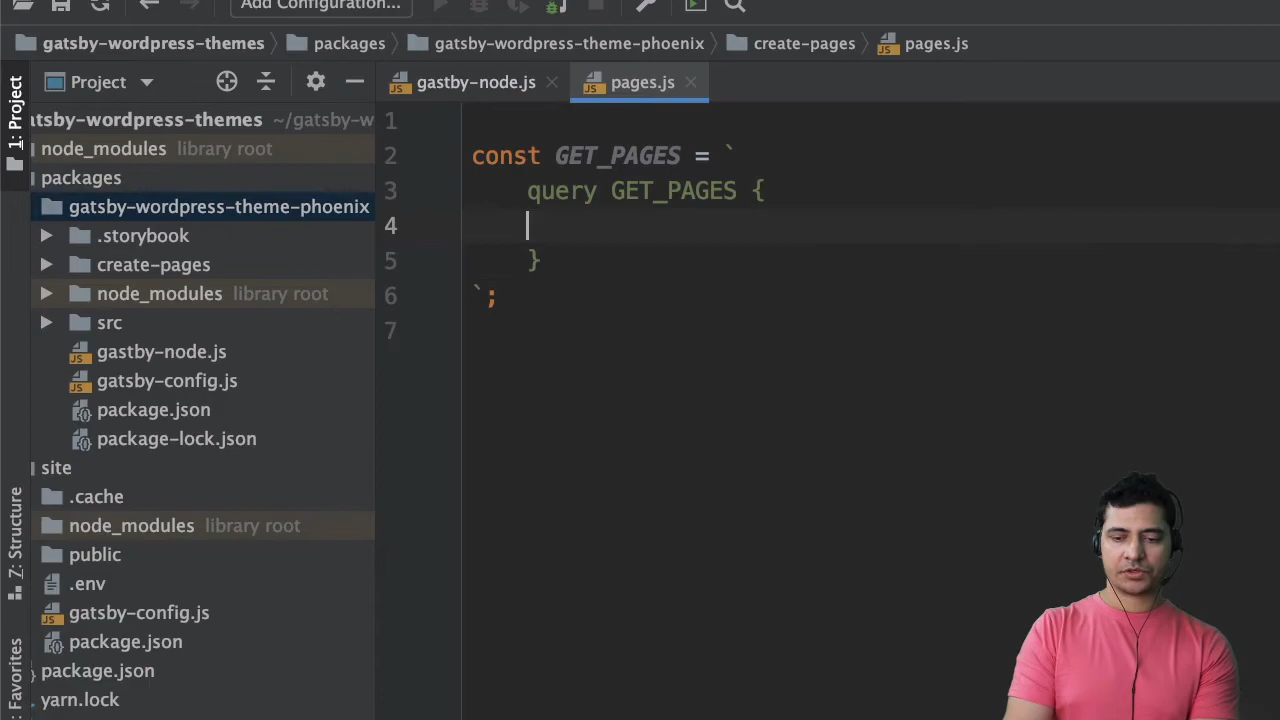 Add Configuration...
gatsby-wordpress-themes packages gatsby-wordpress-theme-phoenix create-pages pages.js
Project gastby-node.js pages.js
1: Project
atsby-wordpress-themes ~/gatsby-w
node_modules library root
packages
gatsby-wordpress-theme-phoenix
.storybook
create-pages
node_modules library root
src
gastby-node.js
gatsby-config.js
package.json
package-lock.json
site
.cache
node_modules library root
public
.env
gatsby-config.js
package.json
package.json
yarn.lock
Z: Structure
Favorites
1
2 const GET_PAGES = `
3 query GET_PAGES {
4
5 }
6 `;
7